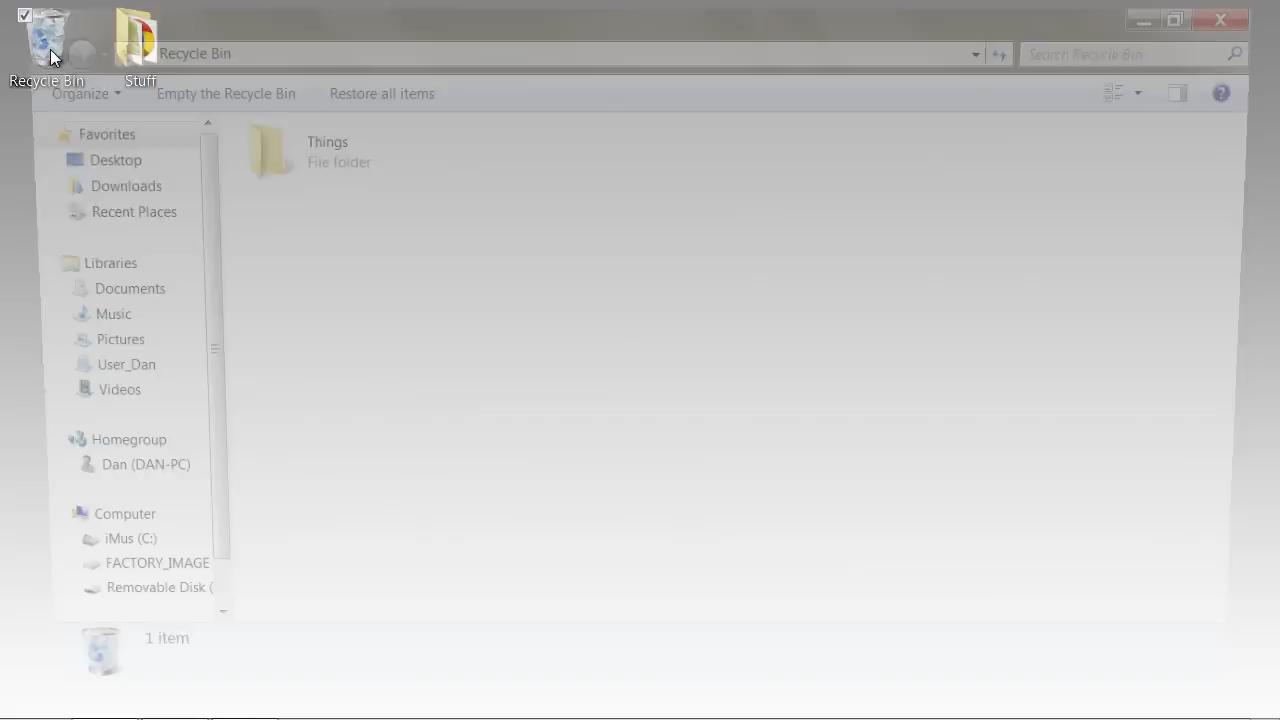 Recycle Bin
Search Recycle Bin
Recycle Bin
Stuff
Organize
Empty the Recycle Bin
Restore all items
Favorites
Desktop
Downloads
Recent Places
Libraries
Documents
Music
Pictures
User_Dan
Videos
Homegroup
Dan (DAN-PC)
Computer
iMus (C:)
FACTORY_IMAGE
Removable Disk (
Things
File folder
1 item